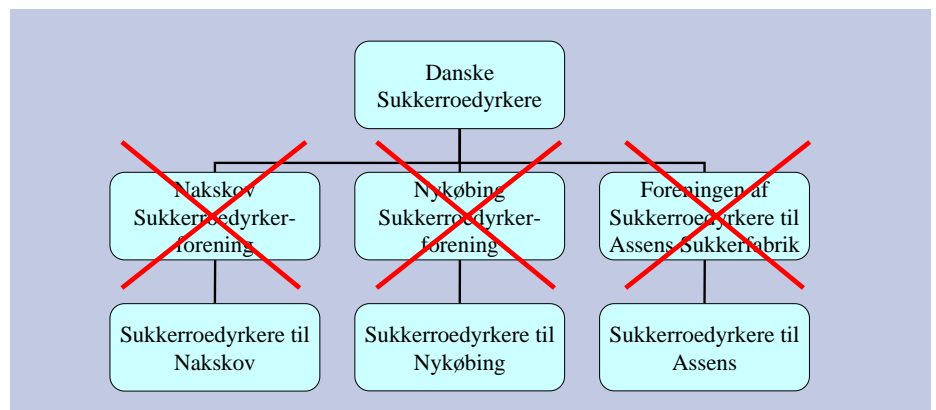 Danske
Sukkerroedyrkere
Nakskov
Sukkerroedyrker-
forening
Nykøbing
Sukkerroedyrker-
forening
Foreningen af
Sukkerroedyrkere til
Assens Sukkerfabrik
Sukkerroedyrkere til
Nakskov
Sukkerroedyrkere til
Nykøbing
Sukkerroedyrkere til
Assens